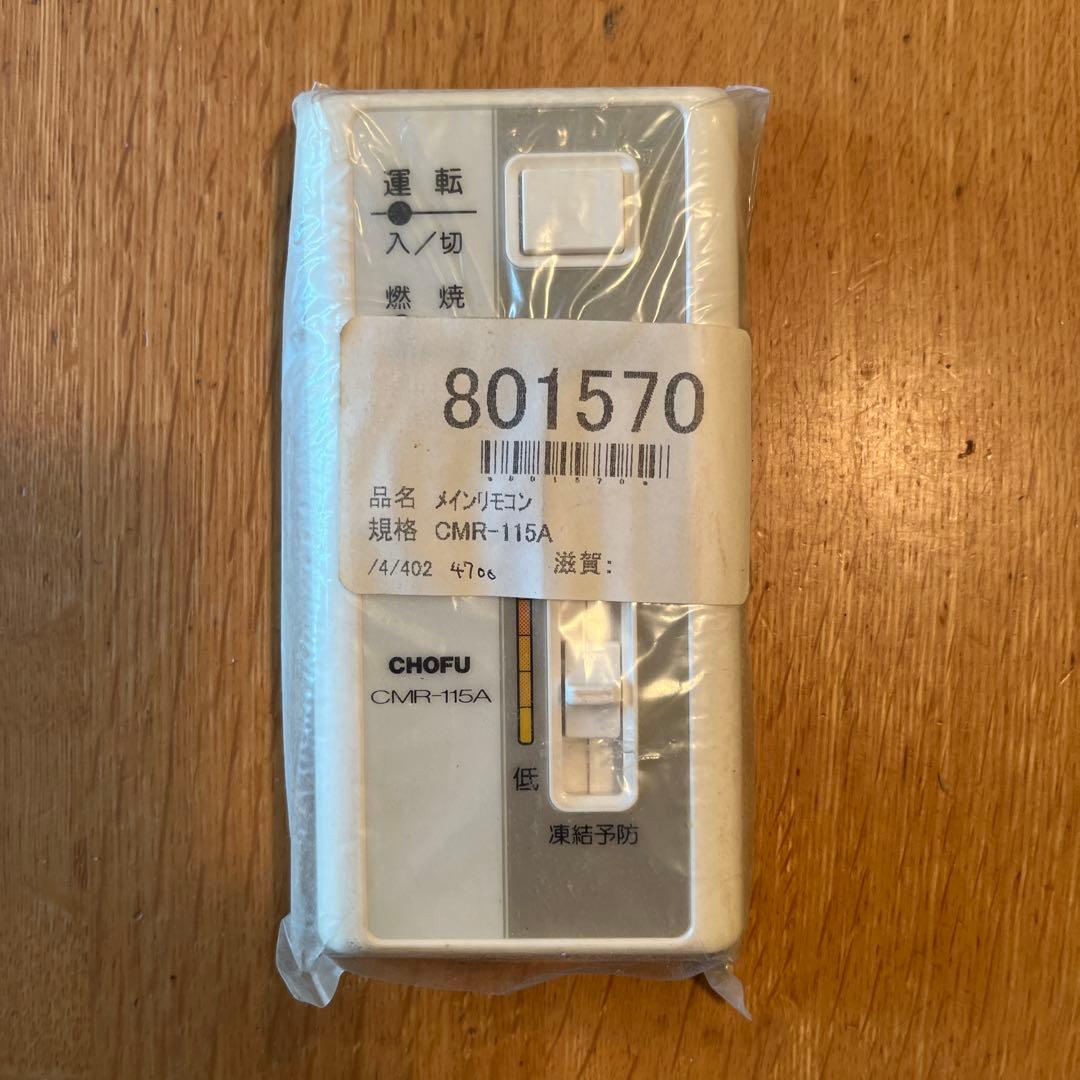 運 転
入／切
燃 焼
801570
*801570*
品名 メインリモコン
規格 CMR-115A
/4/402 4700 滋賀:
CHOFU
CMR-115A
低
凍結予防